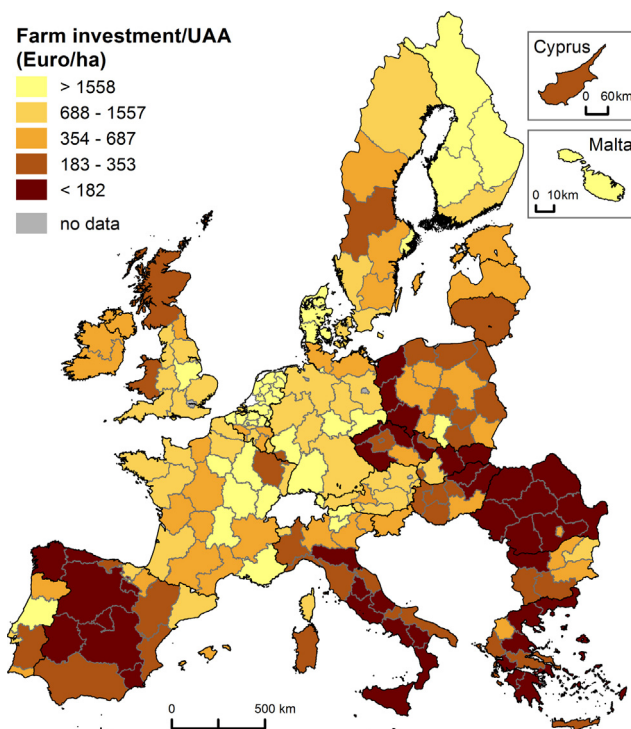 Farm investment/UAA
(Euro/ha)
> 1558
688 - 1557
354 - 687
183 - 353
< 182
no data
Cyprus
0 60km
Malta
0 10km
0 500 km